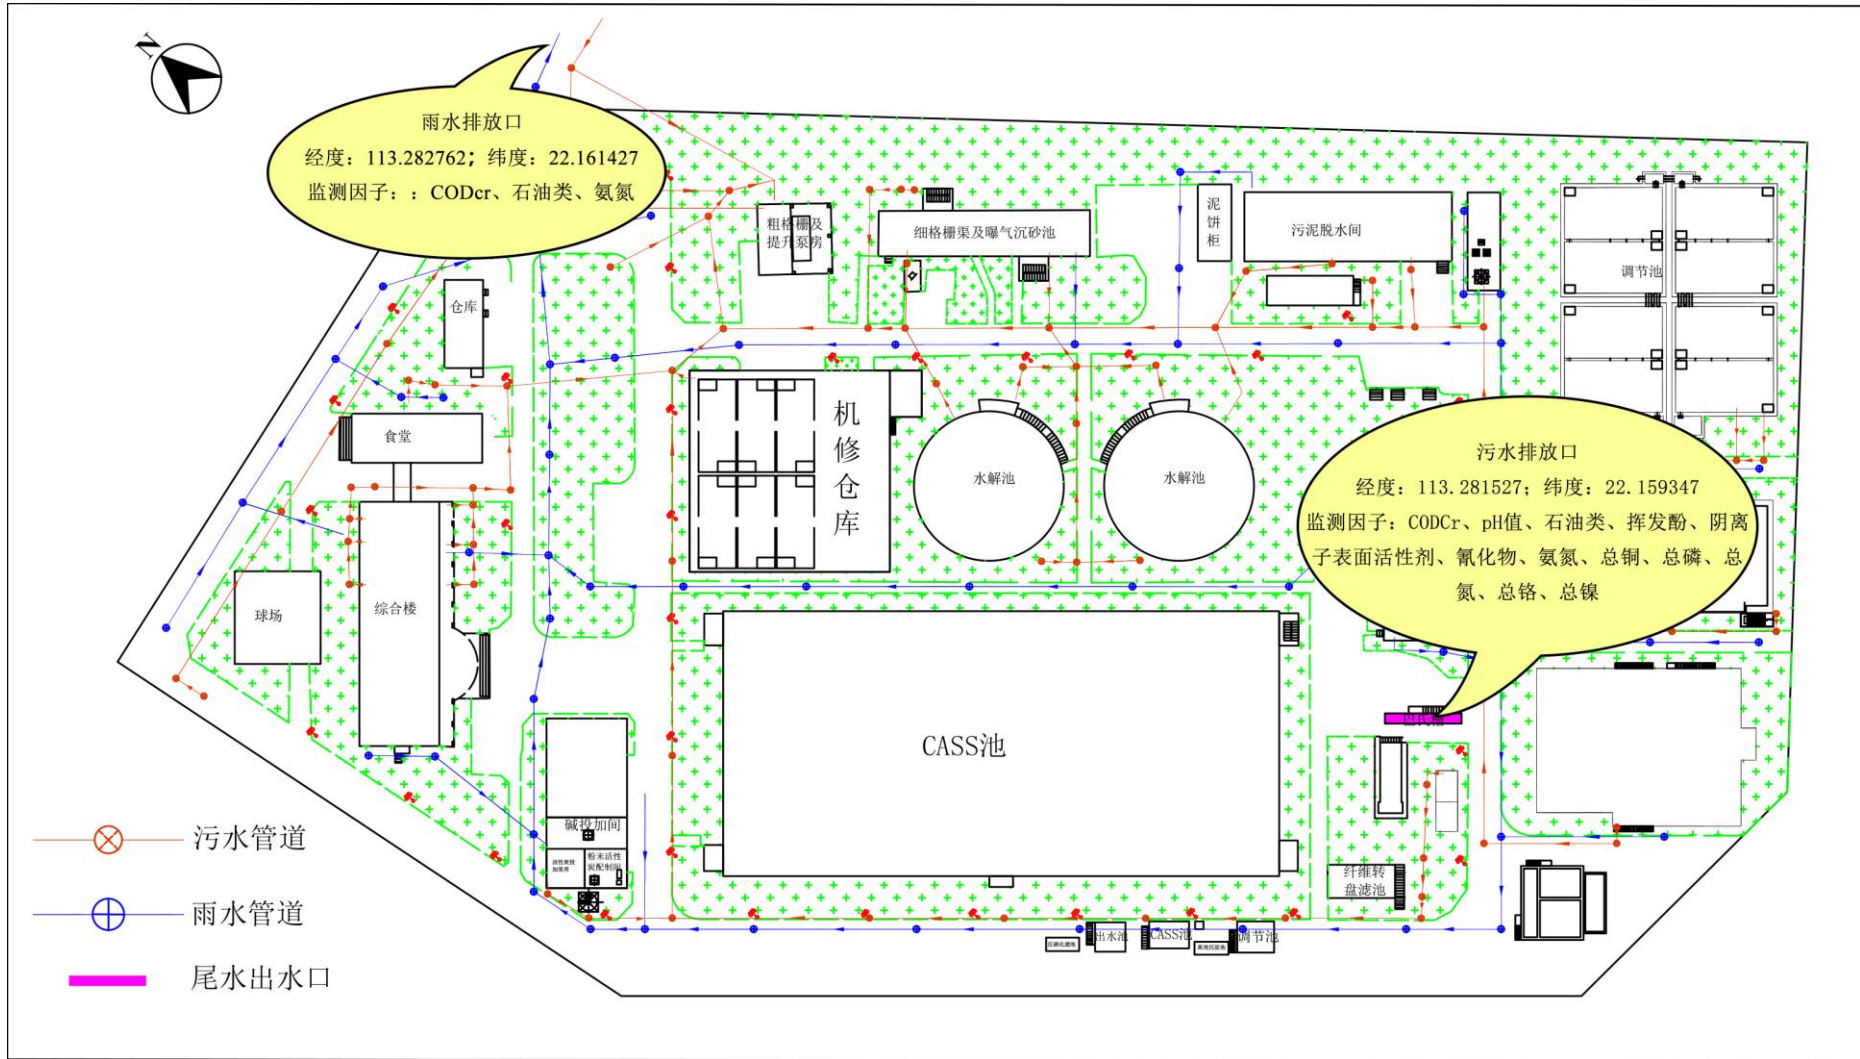 N
雨水排放口
经度：113.282762；纬度：22.161427
监测因子：：CODcr、石油类、氨氮
粗格栅及
提升泵房
细格栅渠及曝气沉砂池
泥
饼
柜
污泥脱水间
调节池
仓库
食堂
机
修
仓
库
水解池
水解池
污水排放口
经度：113.281527；纬度：22.159347
监测因子：CODCr、pH值、石油类、挥发酚、阴离
子表面活性剂、氰化物、氨氮、总铜、总磷、总
氮、总铬、总镍
球场
综合楼
CASS池
碱投加间
粉末活性
炭配制间
纤维转
盘滤池
出水池
CASS池
调节池
污水管道
雨水管道
尾水出水口